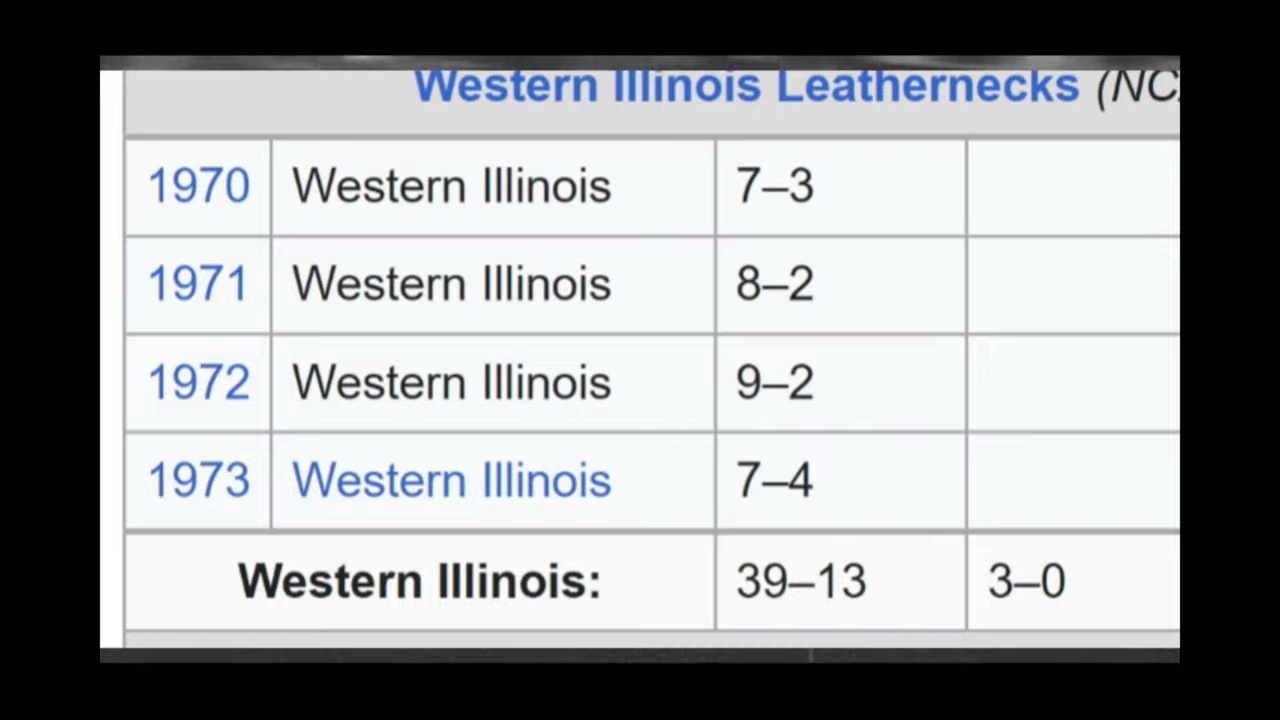 Western Illinois Leathernecks (NC
1970 Western Illinois 7–3
1971 Western Illinois 8–2
1972 Western Illinois 9–2
1973 Western Illinois 7–4
Western Illinois: 39–13 3–0